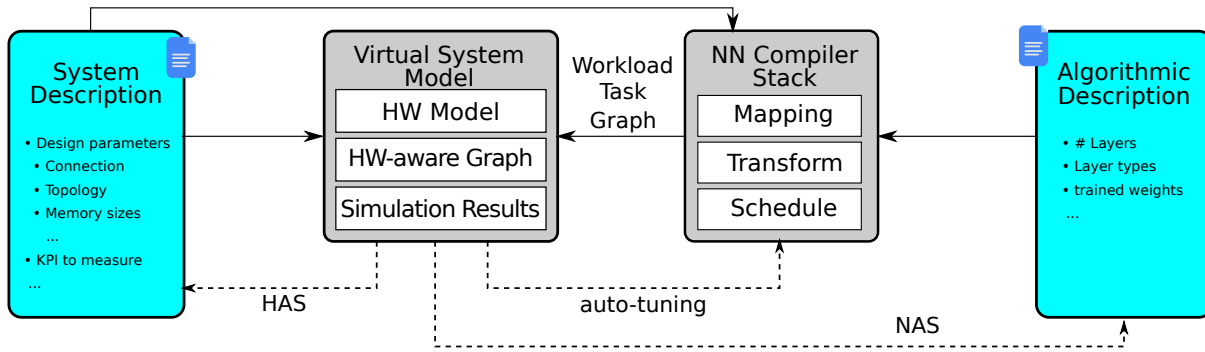 System
Description
• Design parameters
• Connection
• Topology
• Memory sizes
...
• KPI to measure
...
Virtual System
Model
HW Model
HW-aware Graph
Simulation Results
Workload
Task
Graph
NN Compiler
Stack
Mapping
Transform
Schedule
Algorithmic
Description
• # Layers
• Layer types
• trained weights
...
HAS
auto-tuning
NAS